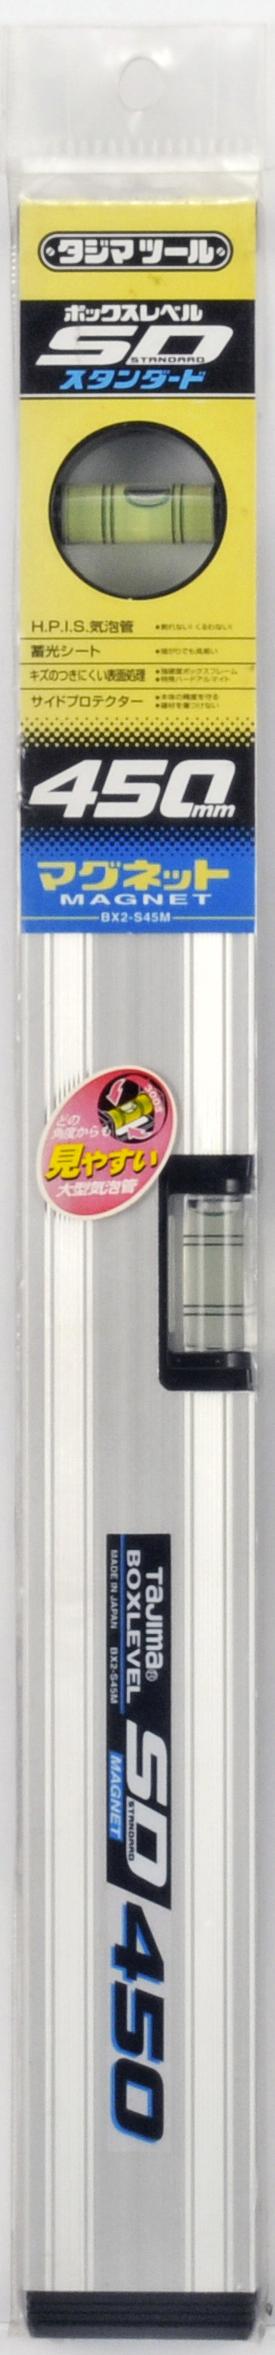 タジマツール
ボックスレベル
SD
STANDARD
スタンダード
H.P.I.S.気泡管 •割れない!くるわない!
蓄光シート •暗がりでも見易い
キズのつきにくい表面処理 •強硬度ボックスフレーム
•特殊ハードアルマイト
サイドプロテクター •本体の精度を守る
•建材を傷つけない
450mm
マグネット
MAGNET
BX2-S45M
どの
角度からも
見やすい
大型気泡管
360°
TaJIma®
BOXLEVEL
MADE IN JAPAN BX2-S45M
SD
STANDARD
MAGNET
450